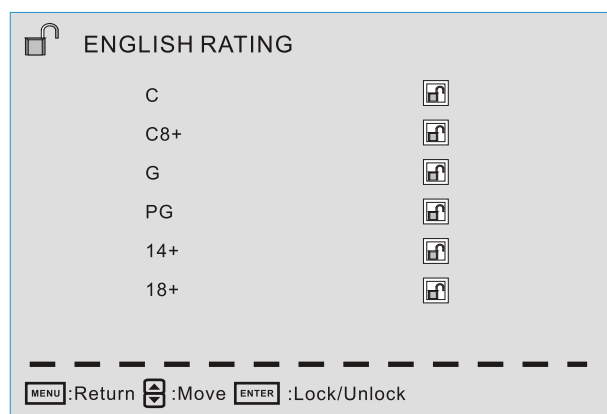 ENGLISH RATING
C
C8+
G
PG
14+
18+
MENU :Return :Move ENTER :Lock/Unlock